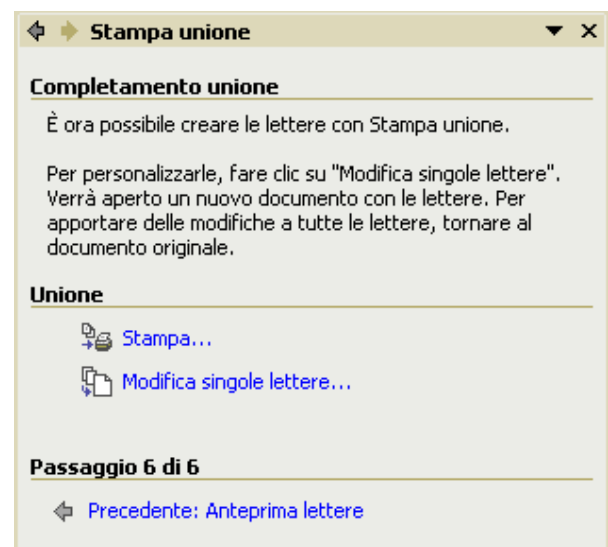 Stampa unione
Completamento unione
È ora possibile creare le lettere con Stampa unione.
Per personalizzarle, fare clic su "Modifica singole lettere".
Verrà aperto un nuovo documento con le lettere. Per
apportare delle modifiche a tutte le lettere, tornare al
documento originale.
Unione
Stampa...
Modifica singole lettere...
Passaggio 6 di 6
Precedente: Anteprima lettere